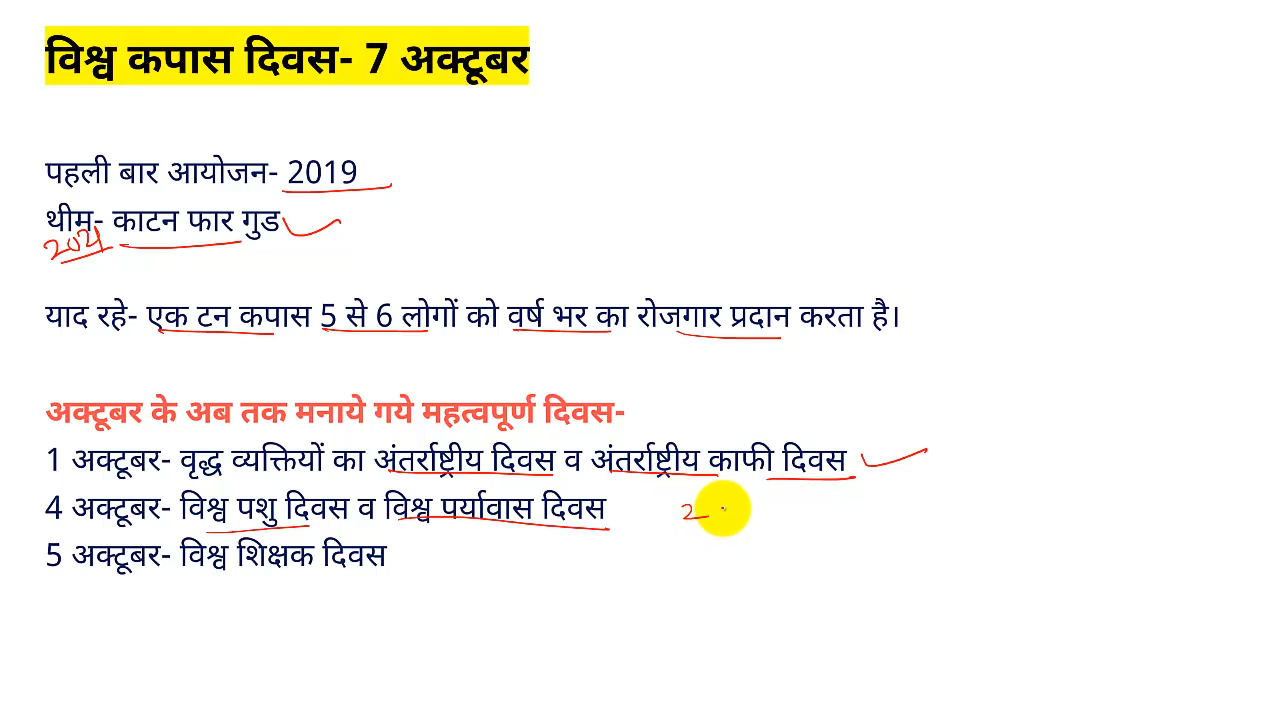 विश्व कपास दिवस- 7 अक्टूबर
पहली बार आयोजन- 2019
थीम- काटन फार गुड
2021
याद रहे- एक टन कपास 5 से 6 लोगों को वर्ष भर का रोजगार प्रदान करता है।
अक्टूबर के अब तक मनाये गये महत्वपूर्ण दिवस-
1 अक्टूबर- वृद्ध व्यक्तियों का अंतर्राष्ट्रीय दिवस व अंतर्राष्ट्रीय काफी दिवस
4 अक्टूबर- विश्व पशु दिवस व विश्व पर्यावास दिवस 2
5 अक्टूबर- विश्व शिक्षक दिवस